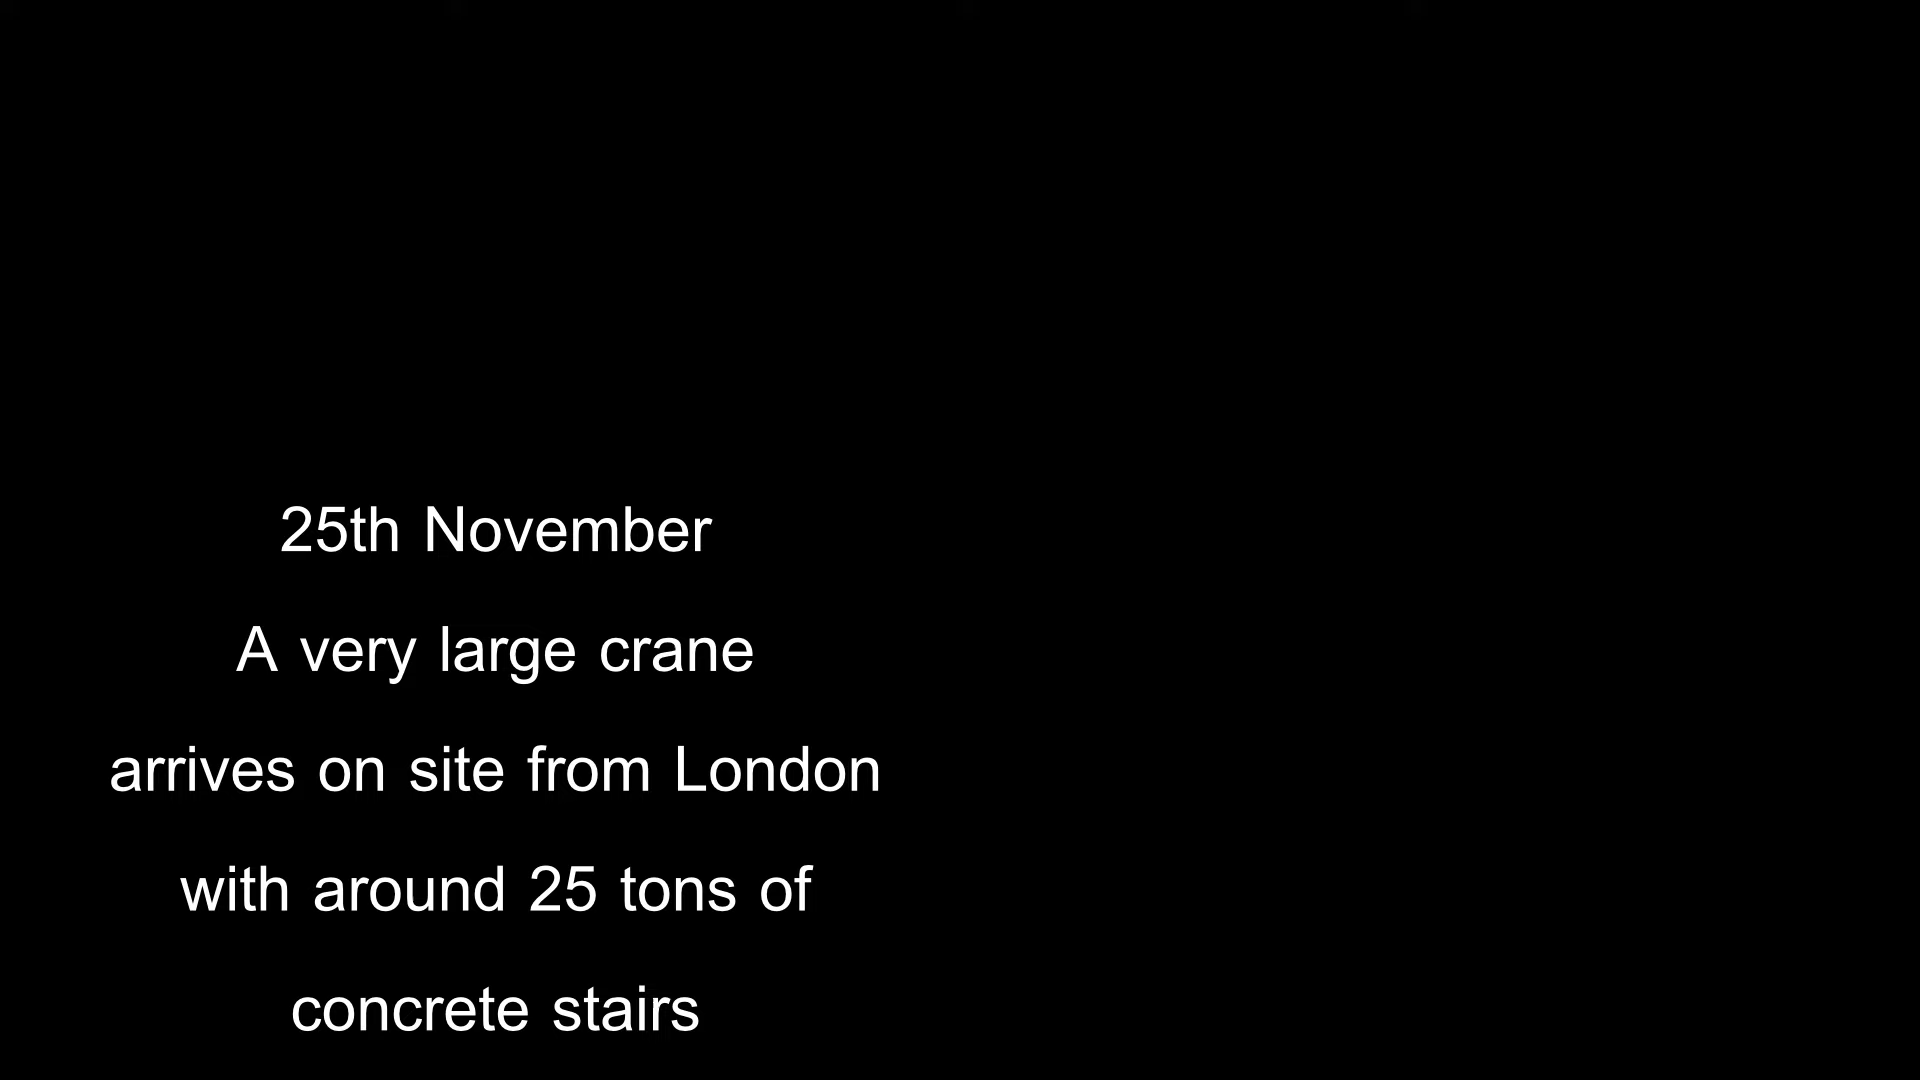 25th November
A very large crane
arrives on site from London
with around 25 tons of
concrete stairs